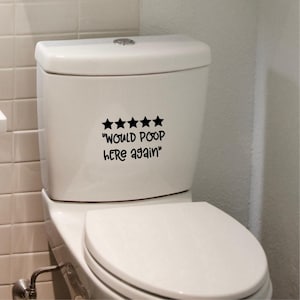 ★★★★★
"WOULD POOP
here again"